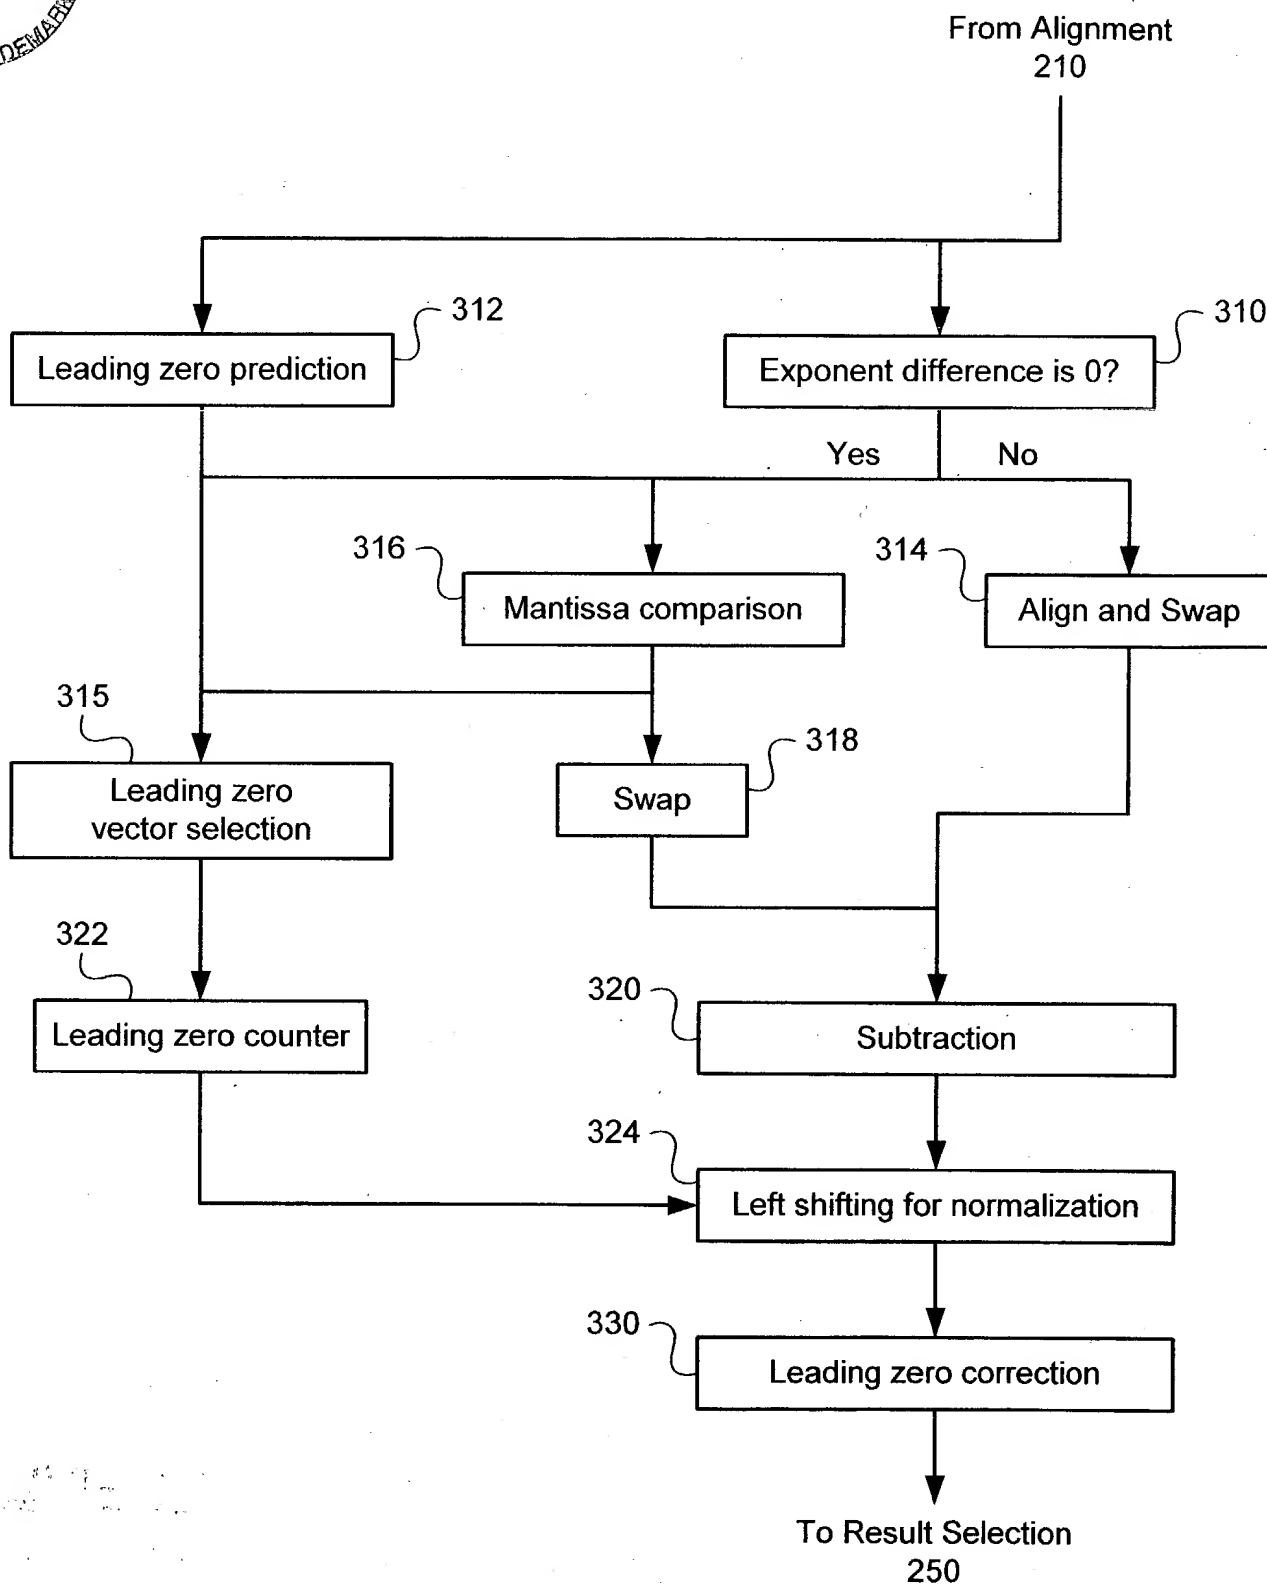 From Alignment
210
312
310
Leading zero prediction
Exponent difference is 0?
Yes
No
316
314
Mantissa comparison
Align and Swap
315
318
Leading zero
vector selection
Swap
322
320
Leading zero counter
Subtraction
324
Left shifting for normalization
330
Leading zero correction
To Result Selection
250